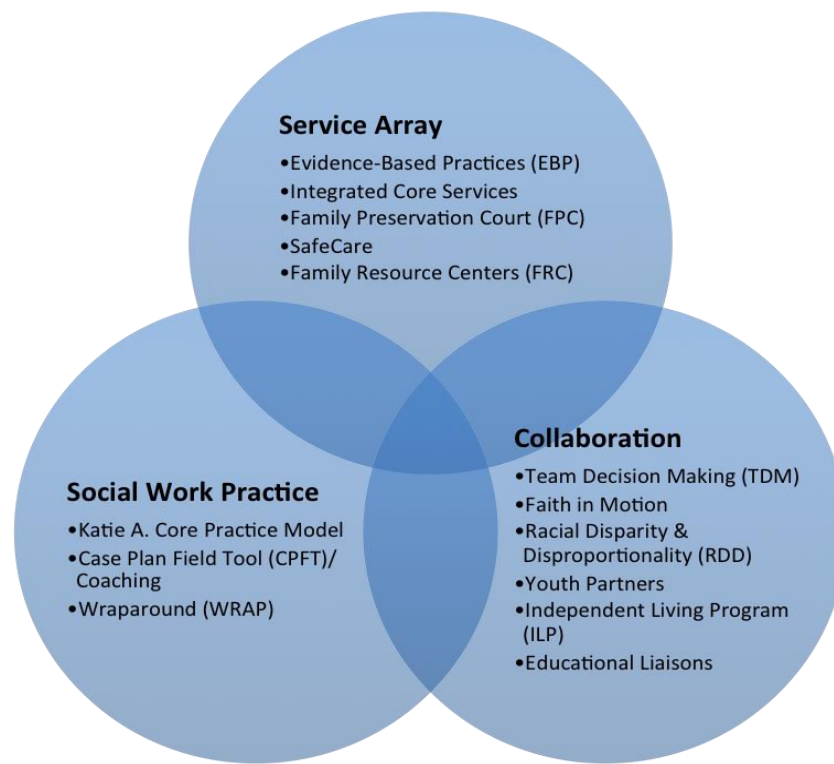 Service Array
•Evidence-Based Practices (EBP)
•Integrated Core Services
•Family Preservation Court (FPC)
•SafeCare
•Family Resource Centers (FRC)
Social Work Practice
•Katie A. Core Practice Model
•Case Plan Field Tool (CPFT)/
Coaching
•Wraparound (WRAP)
Collaboration
•Team Decision Making (TDM)
•Faith in Motion
•Racial Disparity &
Disproportionality (RDD)
•Youth Partners
•Independent Living Program
(ILP)
•Educational Liaisons